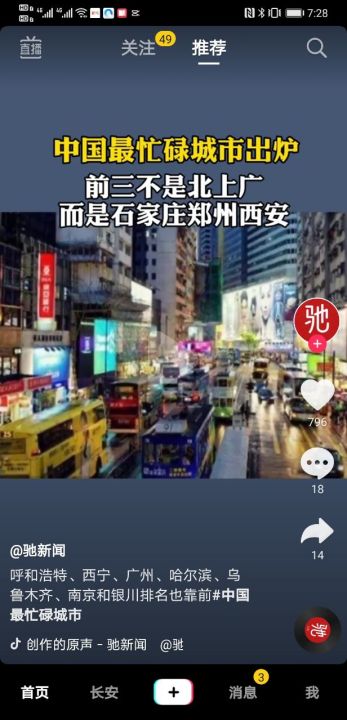 7:28
直播
关注
49
推荐
中国最忙碌城市出炉
前三不是北上广
而是石家庄郑州西安
驰
796
18
14
@驰新闻
呼和浩特、西宁、广州、哈尔滨、乌
鲁木齐、南京和银川排名也靠前#中国
最忙碌城市
创作的原声 - 驰新闻 @驰
首页
长安
消息
3
我